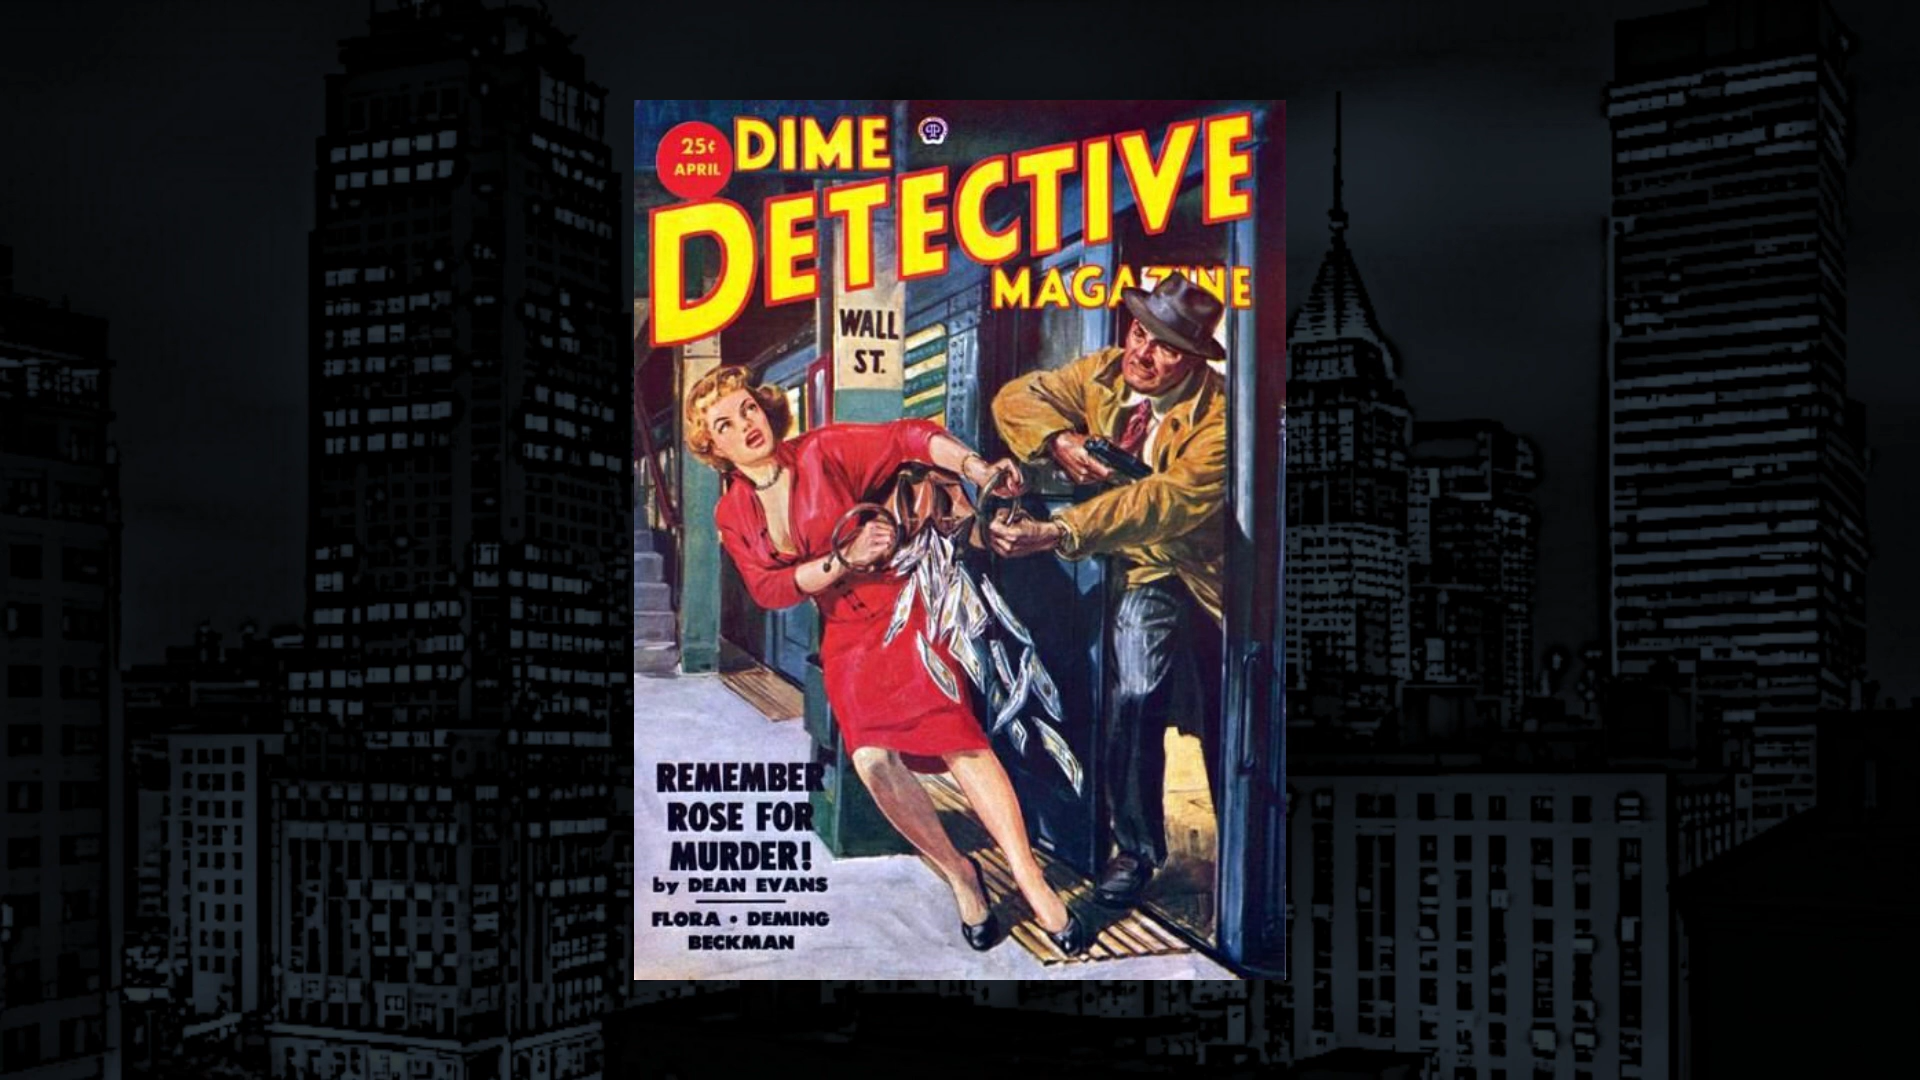 25¢
APRIL
DIME
DETECTIVE
MAGAZINE
WALL
ST.
REMEMBER
ROSE FOR
MURDER!
by DEAN EVANS
FLORA • DEMING
BECKMAN